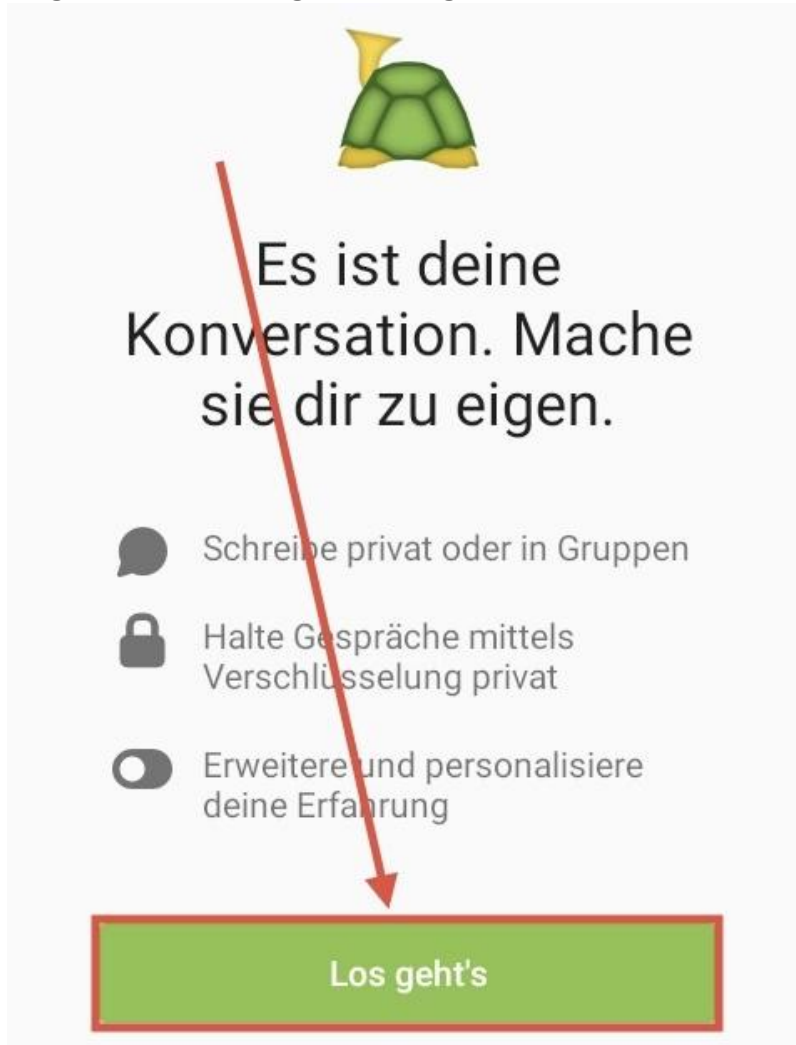 Es ist deine
Konversation. Mache
sie dir zu eigen.
Schreibe privat oder in Gruppen
Halte Gespräche mittels
Verschlüsselung privat
Erweitere und personalisiere
deine Erfahrung
Los geht's